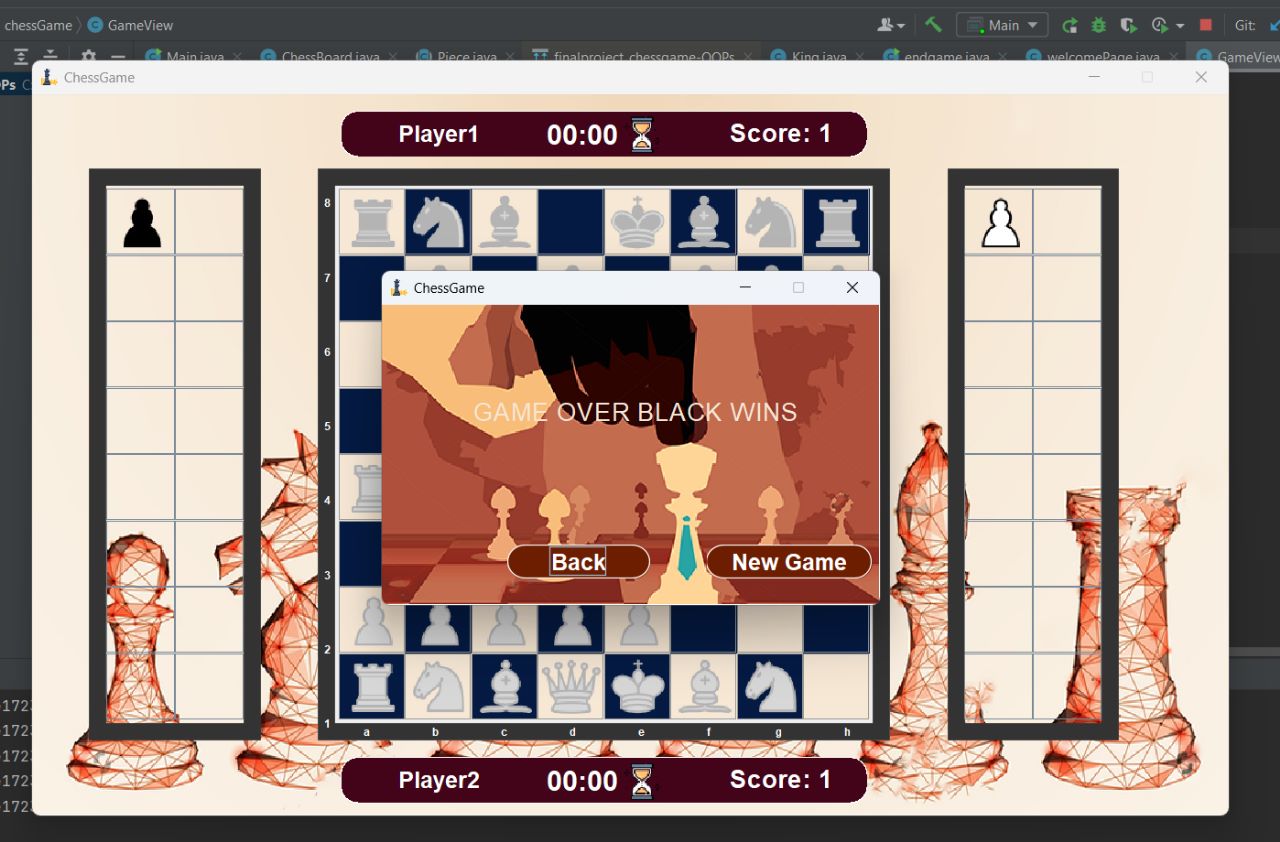 chessGame 〉 GameView
Main
Git:
Main.java
ChessBoard.java
Piece.java
finalproject_chessgame-OOPs
King.java
endgame.java
welcomePage.java
GameView
Ps
ChessGame
Player1 00:00 Score: 1
8
7
6
5
4
3
2
1
ChessGame
GAME OVER BLACK WINS
Back New Game
a b c d e f g h
Player2 00:00 Score: 1